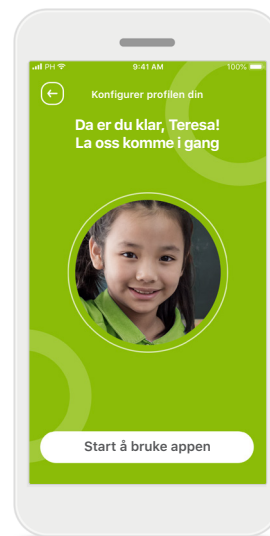 PH 9:41 AM 100%
Konfigurer profilen din
Da er du klar, Teresa!
La oss komme i gang
Start å bruke appen